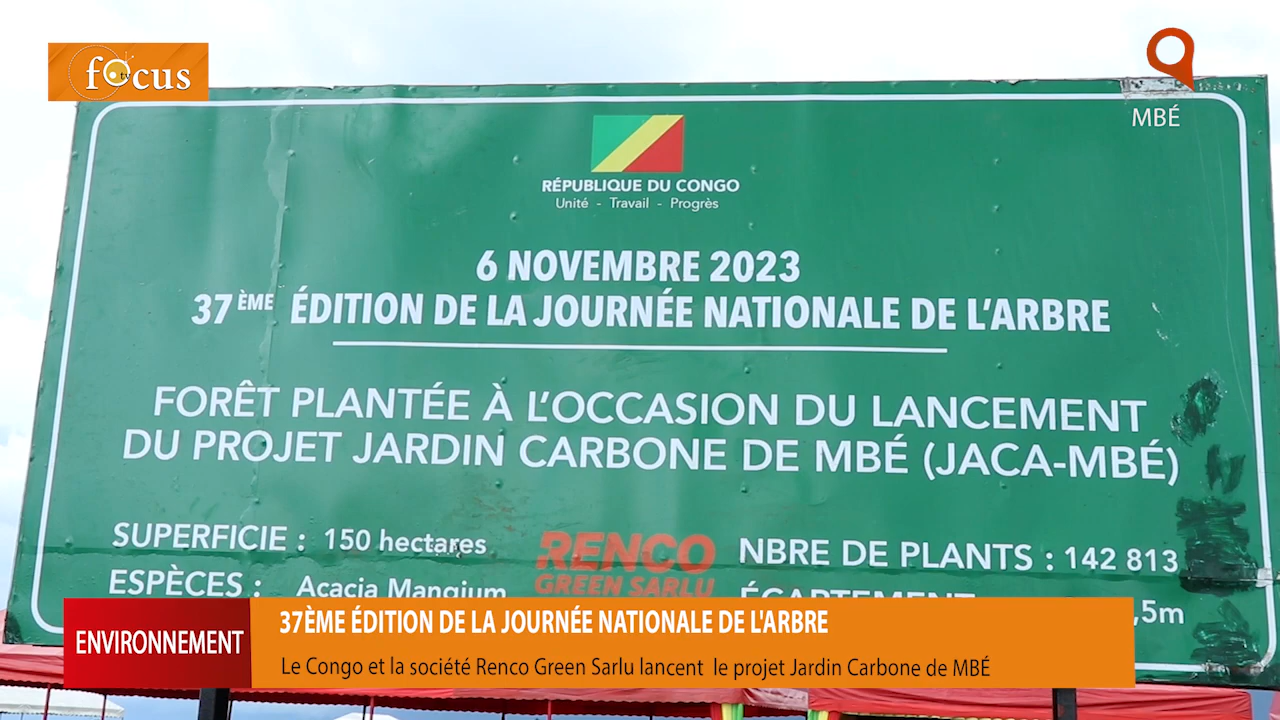 focus
tv
MBÉ
RÉPUBLIQUE DU CONGO
Unité - Travail - Progrès
6 NOVEMBRE 2023
37ÈME ÉDITION DE LA JOURNÉE NATIONALE DE L'ARBRE
FORÊT PLANTÉE À L'OCCASION DU LANCEMENT
DU PROJET JARDIN CARBONE DE MBÉ (JACA-MBÉ)
SUPERFICIE : 150 hectares
RENCO
GREEN SARLU
NBRE DE PLANTS : 142 813
ESPÈCES : Acacia Mangium
ÉCARTEMENT ,5m
ENVIRONNEMENT
37ÈME ÉDITION DE LA JOURNÉE NATIONALE DE L'ARBRE
Le Congo et la société Renco Green Sarlu lancent le projet Jardin Carbone de MBÉ